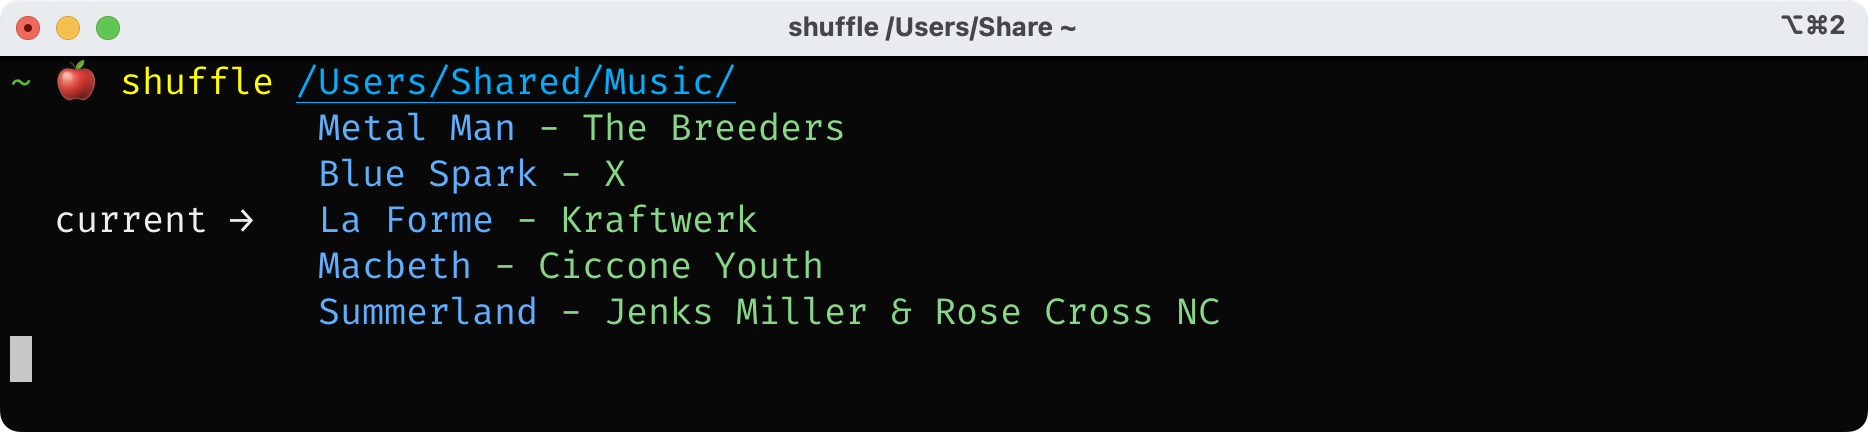 shuffle /Users/Share ~
⌥⌘2
~ 🍎 shuffle /Users/Shared/Music/
Metal Man - The Breeders
Blue Spark - X
current → La Forme - Kraftwerk
Macbeth - Ciccone Youth
Summerland - Jenks Miller & Rose Cross NC